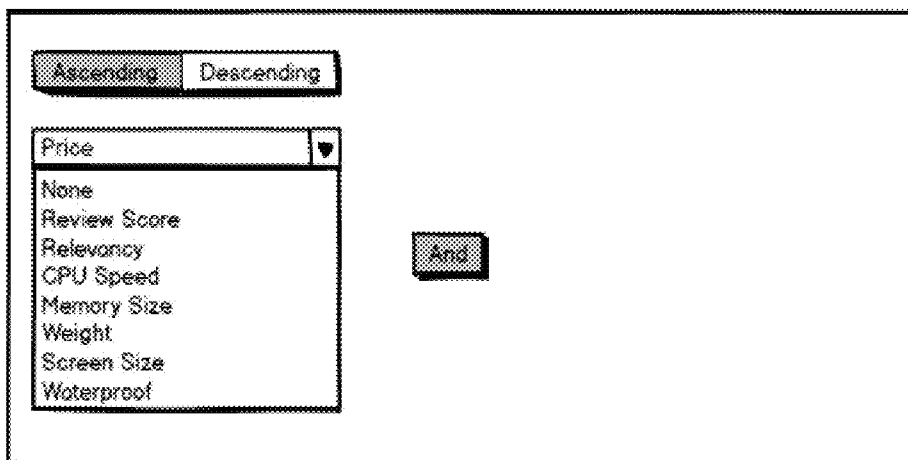 Ascending Descending
Price
None
Review Score
Relevancy
And
CPU Speed
Memory Size
Weight
Screen Size
Waterproof